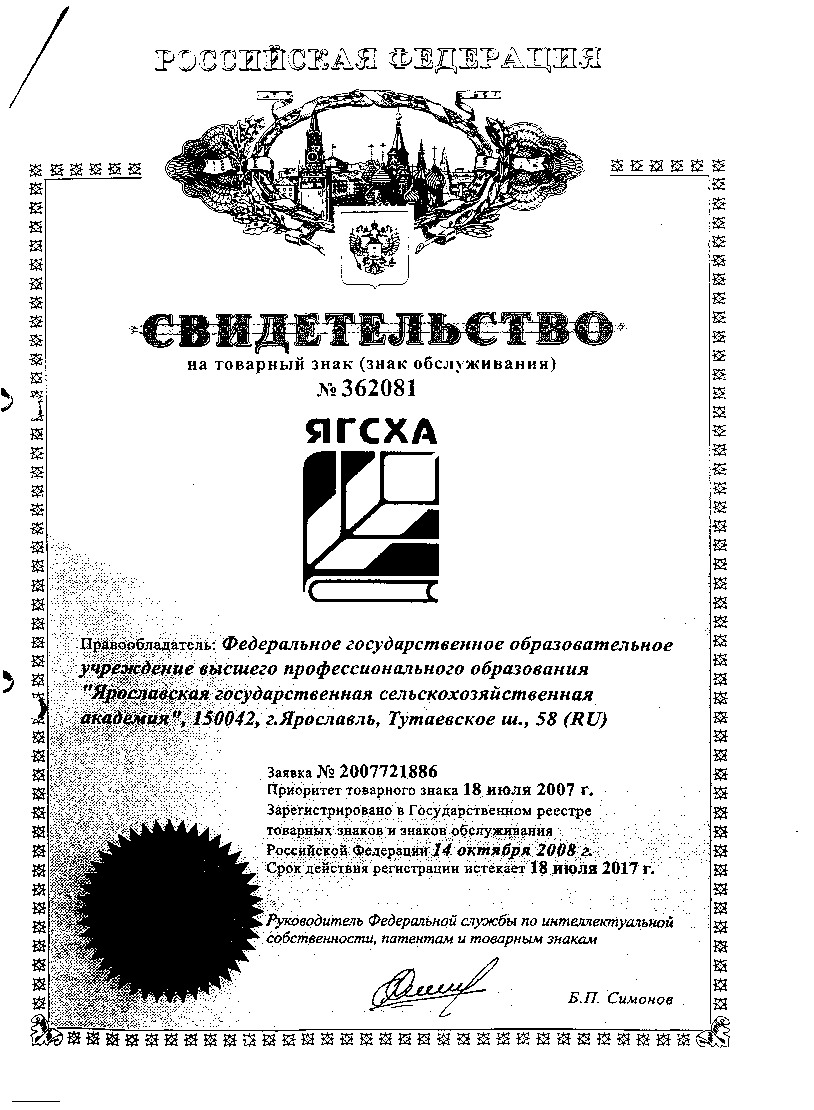 РОССИЙСКАЯ ФЕДЕРАЦИЯ
СВИДЕТЕЛЬСТВО
на товарный знак (знак обслуживания)
№ 362081
ЯГСХА
Правообладатель: Федеральное государственное образовательное
учреждение высшего профессионального образования
"Ярославская государственная сельскохозяйственная
академия", 150042, г.Ярославль, Тутаевское ш., 58 (RU)
Заявка № 2007721886
Приоритет товарного знака 18 июля 2007 г.
Зарегистрировано в Государственном реестре
товарных знаков и знаков обслуживания
Российской Федерации 14 октября 2008 г.
Срок действия регистрации истекает 18 июля 2017 г.
Руководитель Федеральной службы по интеллектуальной
собственности, патентам и товарным знакам
Б.П. Симонов